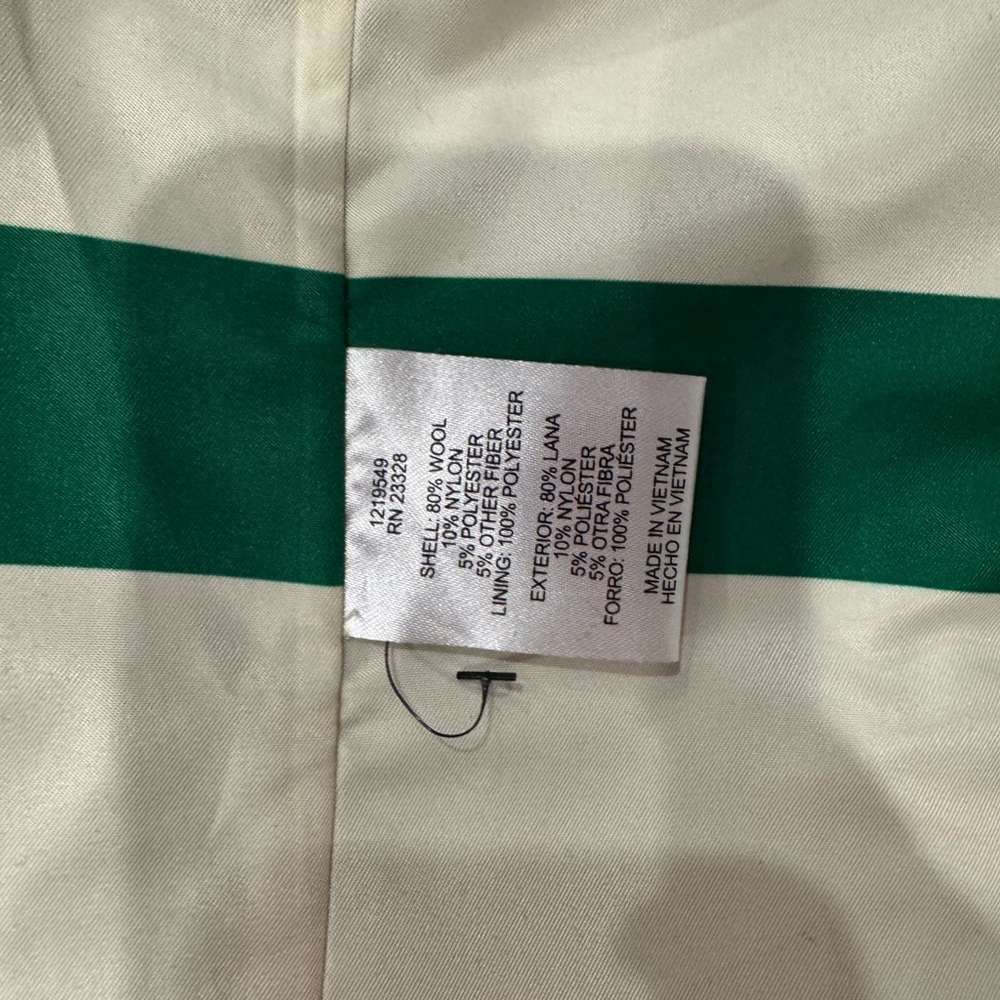 1219549
RN 23328
SHELL: 80% WOOL
10% NYLON
5% POLYESTER
5% OTHER FIBER
LINING: 100% POLYESTER
EXTERIOR: 80% LANA
10% NYLON
5% POLIÉSTER
5% OTRA FIBRA
FORRO: 100% POLIÉSTER
MADE IN VIETNAM
HECHO EN VIETNAM